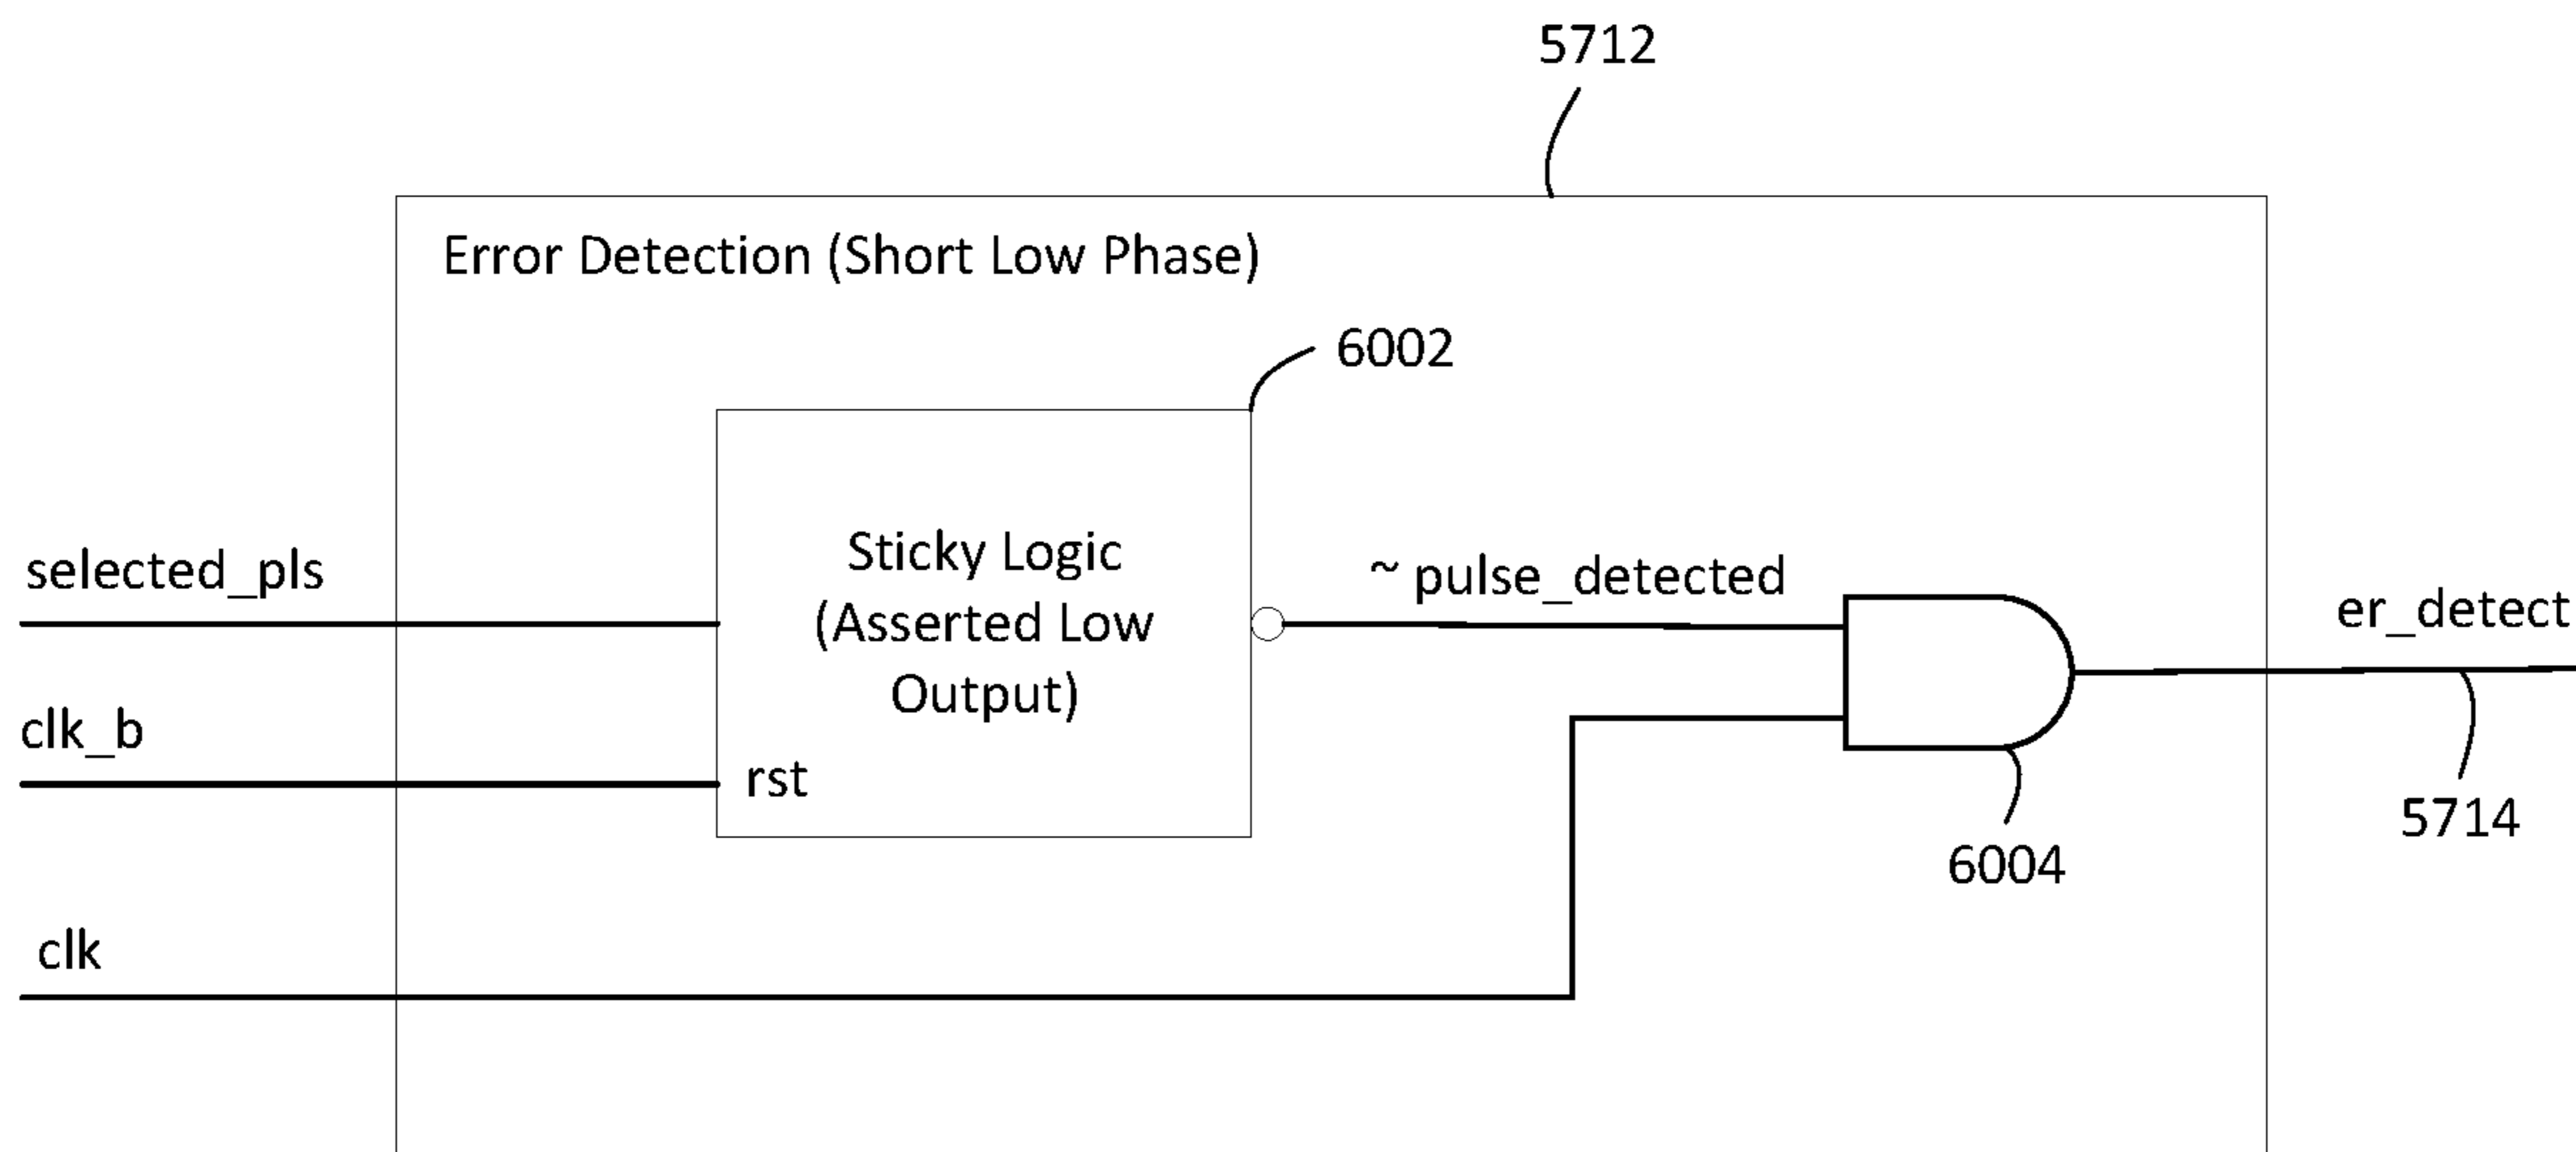 5712
Error Detection (Short Low Phase)
6002
selected_pls
Sticky Logic
(Asserted Low
Output)
~ pulse_detected
er_detect
clk_b
rst
5714
6004
clk